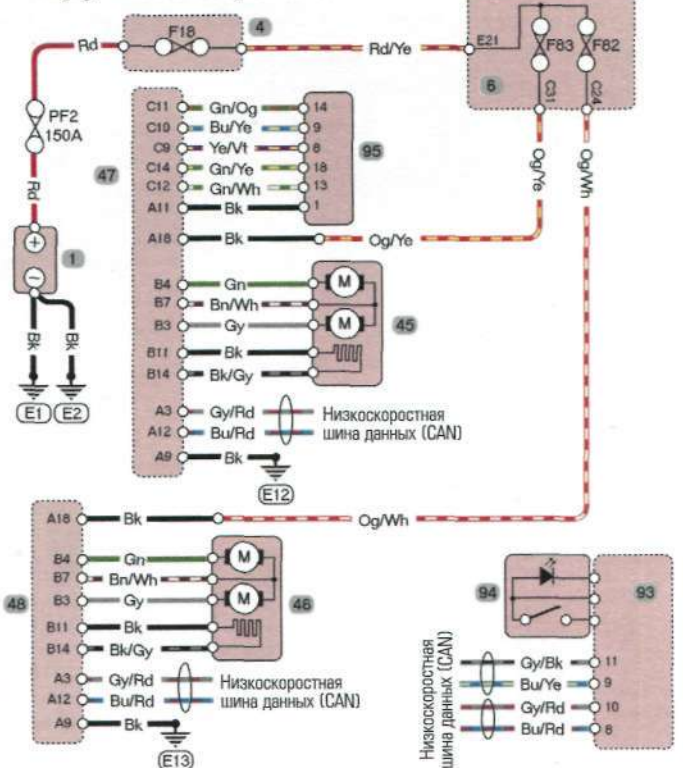 Rd
F18
4
Rd/Ye
E21
F83
F82
6
C31
C24
PF2
150A
Rd
1
Bk
Bk
E1
E2
47
C11 Gn/Og 14
C10 Bu/Ye 9
C9 Ye/Vt 8
C14 Gn/Ye 18
C12 Gn/Wh 13
A11 Bk 1
95
A18 Bk
Og/Ye
Og/Ye
Og/Wh
B4 Gn M
B7 Bn/Wh
B3 Gy M
45
B11 Bk
B14 Bk/Gy
A3 Gy/Rd Низкоскоростная
A12 Bu/Rd шина данных (CAN)
A9 Bk
E12
A18 Bk
Og/Wh
48
B4 Gn M
B7 Bn/Wh
B3 Gy M
46
B11 Bk
B14 Bk/Gy
A3 Gy/Rd Низкоскоростная
A12 Bu/Rd шина данных (CAN)
A9 Bk
E13
94
93
Низкоскоростная
шина данных (CAN)
Gy/Bk 11
Bu/Ye 9
Gy/Rd 10
Bu/Rd 8